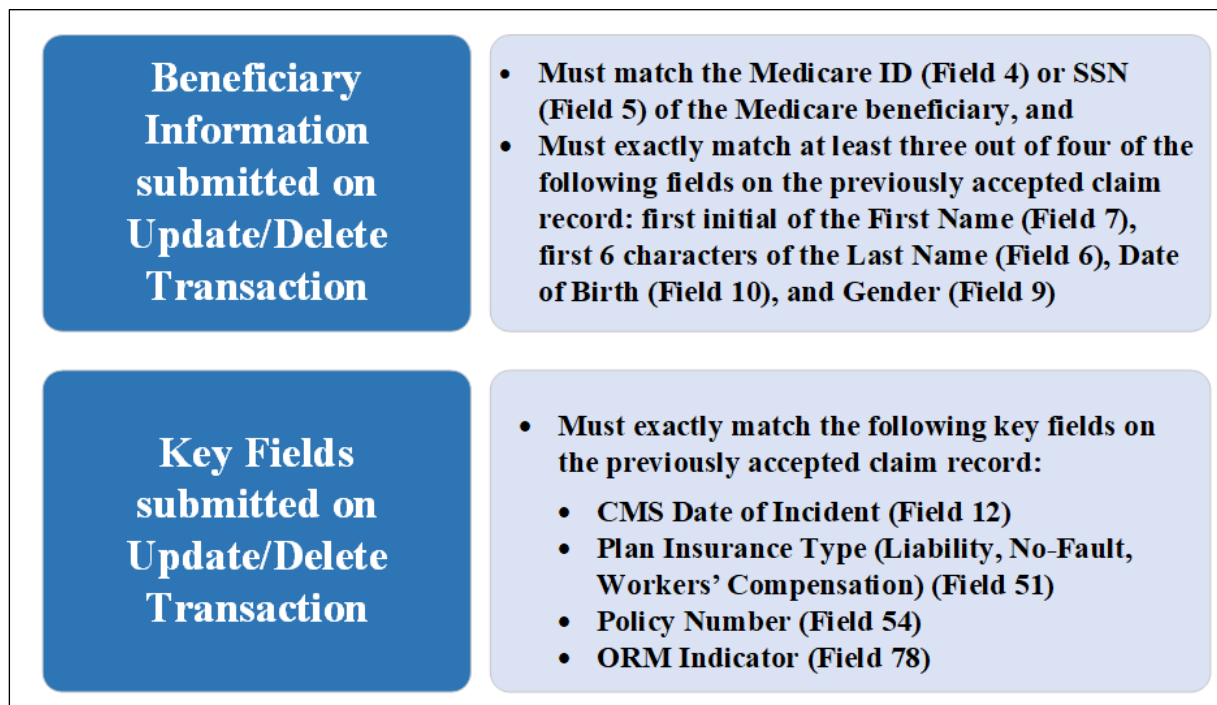 Beneficiary
Information
submitted on
Update/Delete
Transaction
• Must match the Medicare ID (Field 4) or SSN
(Field 5) of the Medicare beneficiary, and
• Must exactly match at least three out of four of the
following fields on the previously accepted claim
record: first initial of the First Name (Field 7),
first 6 characters of the Last Name (Field 6), Date
of Birth (Field 10), and Gender (Field 9)
Key Fields
submitted on
Update/Delete
Transaction
• Must exactly match the following key fields on
the previously accepted claim record:
• CMS Date of Incident (Field 12)
• Plan Insurance Type (Liability, No-Fault,
Workers’ Compensation) (Field 51)
• Policy Number (Field 54)
• ORM Indicator (Field 78)